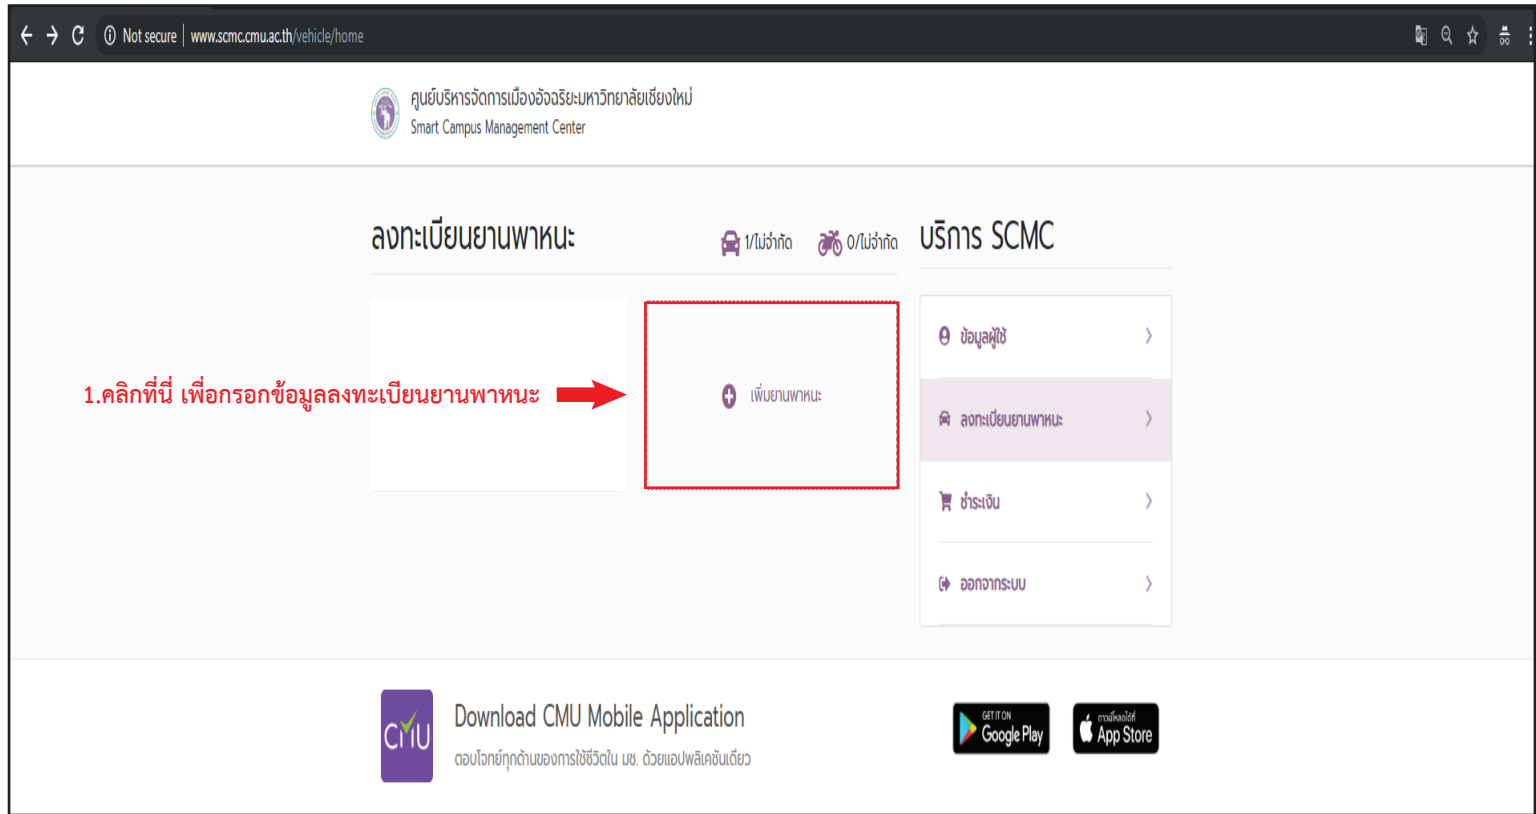 Not secure | www.scmc.cmu.ac.th/vehicle/home
ศูนย์บริหารจัดการเมืองอัจฉริยะมหาวิทยาลัยเชียงใหม่
Smart Campus Management Center
ลงทะเบียนยานพาหนะ
1/ไม่จำกัด
0/ไม่จำกัด
บริการ SCMC
1.คลิกที่นี่ เพื่อกรอกข้อมูลลงทะเบียนยานพาหนะ
เพิ่มยานพาหนะ
ข้อมูลผู้ใช้
ลงทะเบียนยานพาหนะ
ชำระเงิน
ออกจากระบบ
CMU
Download CMU Mobile Application
ตอบโจทย์ทุกด้านของการใช้ชีวิตใน มช. ด้วยแอปพลิเคชันเดียว
GET IT ON
Google Play
ดาวน์โหลดได้ที่
App Store